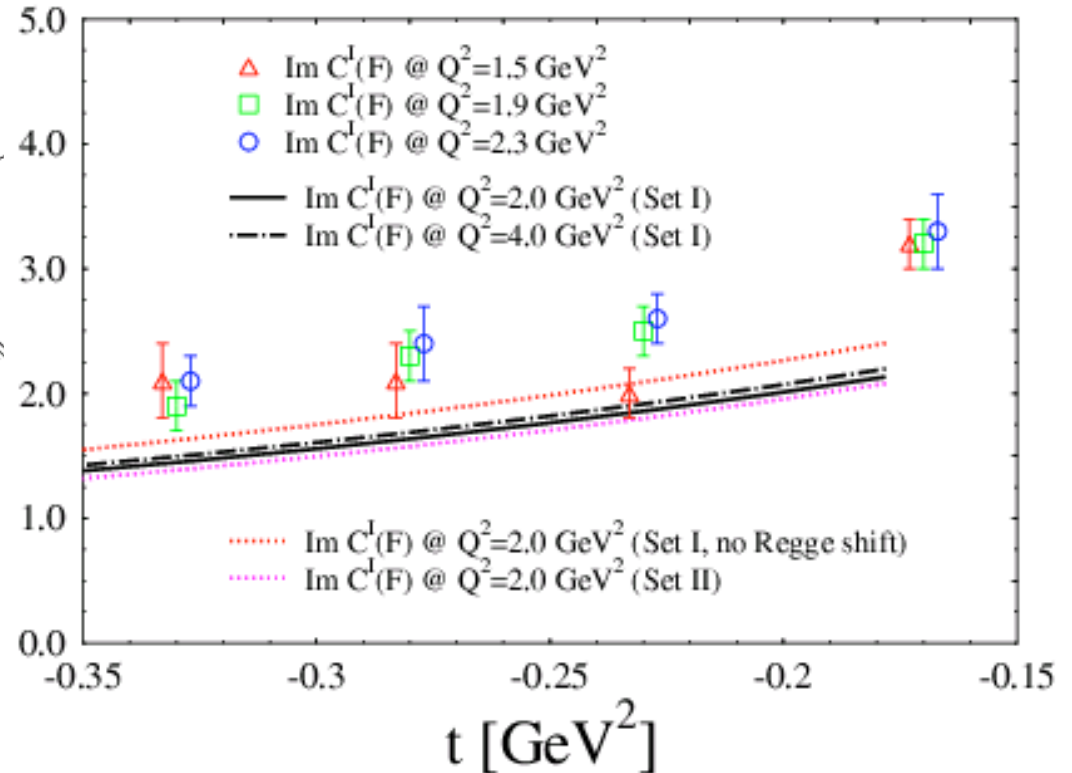 5.0
4.0
3.0
2.0
1.0
0.0
Im C^I(F) @ Q^2=1.5 GeV^2
Im C^I(F) @ Q^2=1.9 GeV^2
Im C^I(F) @ Q^2=2.3 GeV^2
Im C^I(F) @ Q^2=2.0 GeV^2 (Set I)
Im C^I(F) @ Q^2=4.0 GeV^2 (Set I)
Im C^I(F) @ Q^2=2.0 GeV^2 (Set I, no Regge shift)
Im C^I(F) @ Q^2=2.0 GeV^2 (Set II)
-0.35 -0.3 -0.25 -0.2 -0.15
t [GeV^2]